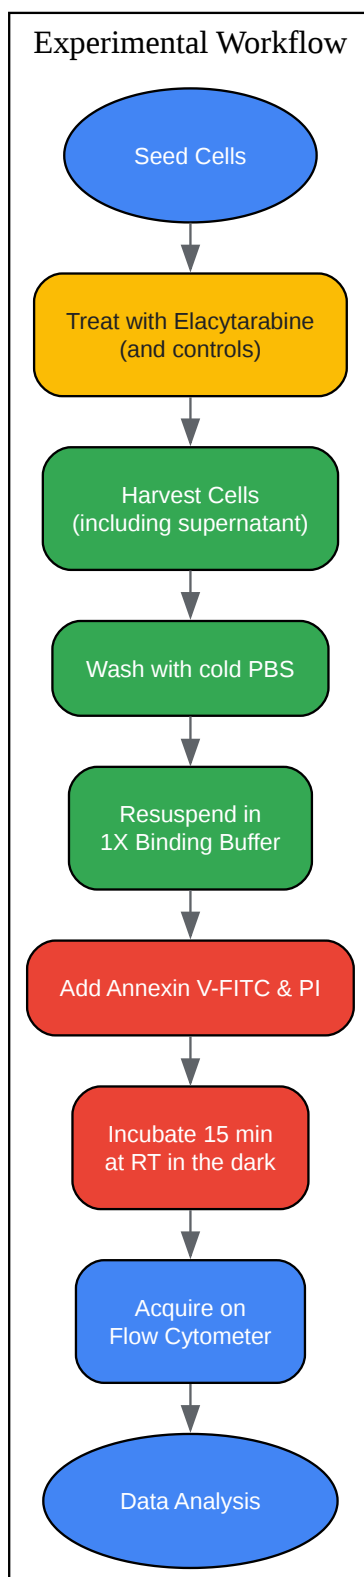 Experimental Workflow
Seed Cells
Treat with Elacytarabine
(and controls)
Harvest Cells
(including supernatant)
Wash with cold PBS
Resuspend in
1X Binding Buffer
Add Annexin V-FITC & PI
Incubate 15 min
at RT in the dark
Acquire on
Flow Cytometer
Data Analysis